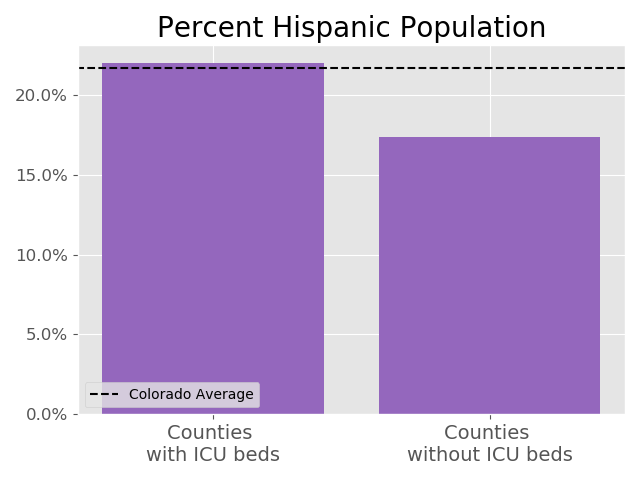 Percent Hispanic Population
20.0%
15.0%
10.0%
5.0%
0.0%
Colorado Average
Counties
with ICU beds
Counties
without ICU beds